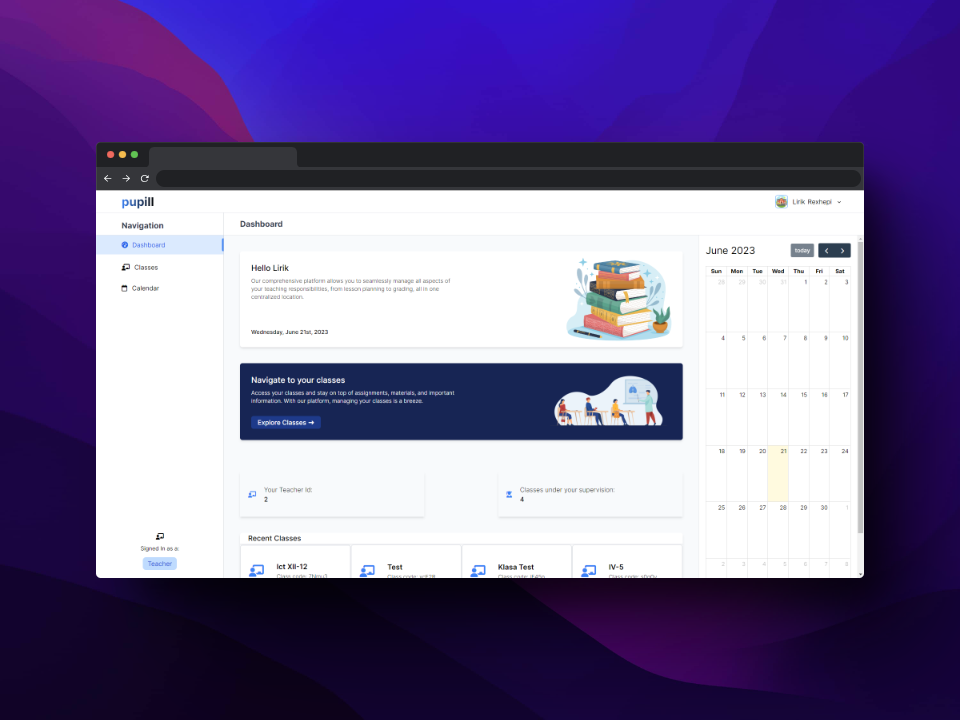 pupill
Lirik Rexhepi
Navigation
Dashboard
Classes
Calendar
Signed in as a:
Teacher
Dashboard
Hello Lirik
Our comprehensive platform allows you to seamlessly manage all aspects of
your teaching responsibilities, from lesson planning to grading, all in one
centralized location.
Wednesday, June 21st, 2023
Navigate to your classes
Access your classes and stay on top of assignments, materials, and important
information. With our platform, managing your classes is a breeze.
Explore Classes →
Your Teacher Id:
2
Classes under your supervision:
4
Recent Classes
Ict XII-12
Class code:
Test
Class code:
Klasa Test
Class code:
IV-5
Class code:
June 2023
today
Sun Mon Tue Wed Thu Fri Sat
28 29 30 31 1 2 3
4 5 6 7 8 9 10
11 12 13 14 15 16 17
18 19 20 21 22 23 24
25 26 27 28 29 30 1
2 3 4 5 6 7 8